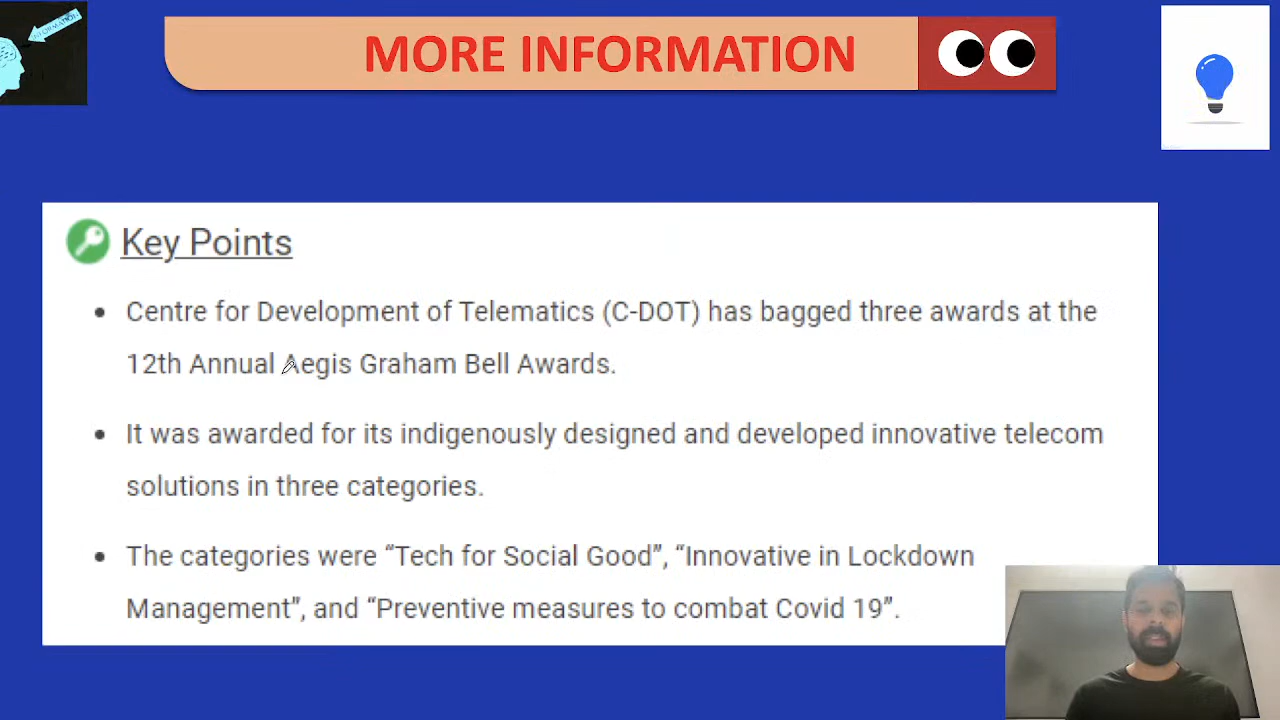 INFORMATION
MORE INFORMATION
Key Points
• Centre for Development of Telematics (C-DOT) has bagged three awards at the
12th Annual Aegis Graham Bell Awards.
• It was awarded for its indigenously designed and developed innovative telecom
solutions in three categories.
• The categories were “Tech for Social Good”, “Innovative in Lockdown
Management”, and “Preventive measures to combat Covid 19”.